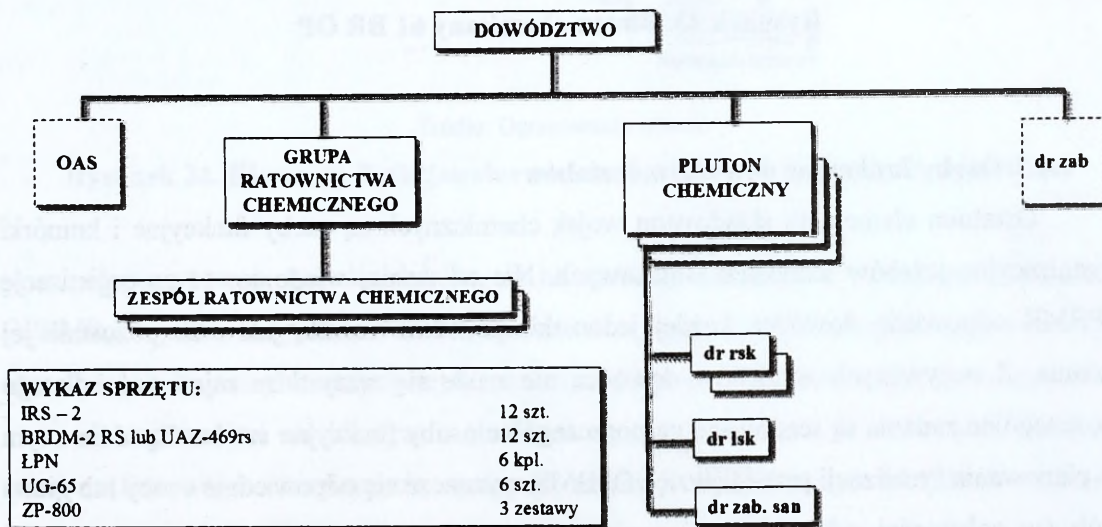 DOWÓDZTWO
OAS
GRUPA
RATOWNICTWA
CHEMICZNEGO
PLUTON
CHEMICZNY
dr zab
ZESPÓŁ RATOWNICTWA CHEMICZNEGO
dr rsk
dr lsk
dr zab. san
WYKAZ SPRZĘTU:
IRS – 2 12 szt.
BRDM-2 RS lub UAZ-469rs 12 szt.
ŁPN 6 kpl.
UG-65 6 szt.
ZP-800 3 zestawy